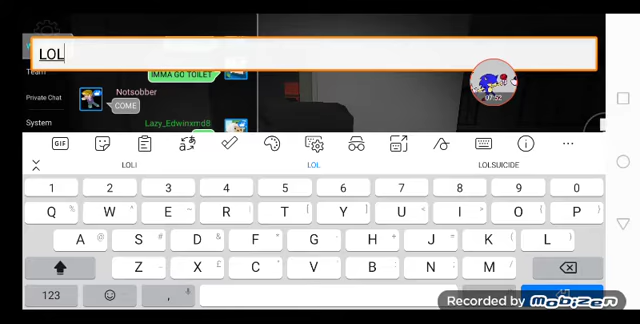 LOL
IMMA GO TOILET
Team
Notsobber
Private Chat
COME
System
Lazy_Edwinxmd8
07:52
GIF
LOLI LOL LOLSUICIDE
1 2 3 4 5 6 7 8 9 0
Q W E R T Y U I O P
A S D F G H J K L
Z X C V B N M
123 ,
Recorded by Mobizen